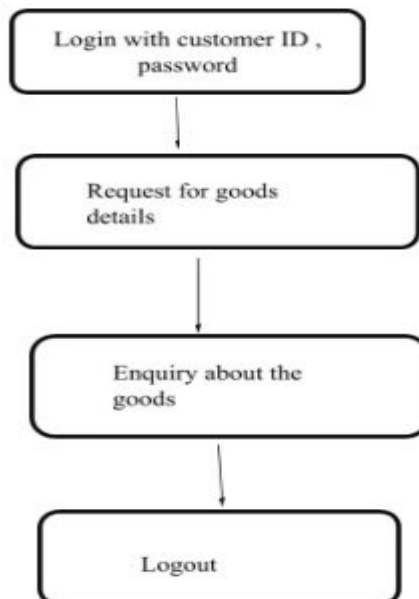 Login with customer ID ,
password
Request for goods
details
Enquiry about the
goods
Logout